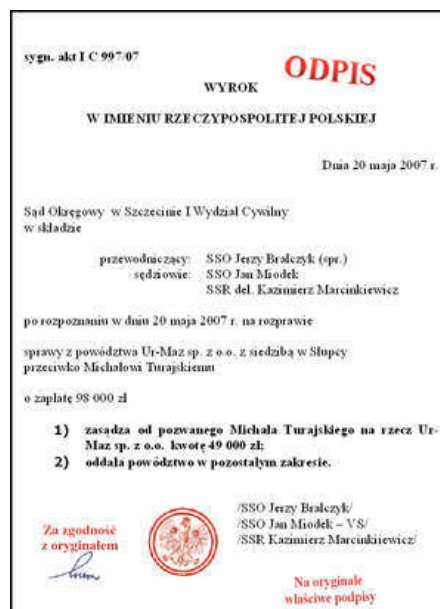 sygn. akt I C 997/07
ODPIS
WYROK
W IMIENIU RZECZYPOSPOLITEJ POLSKIEJ
Dnia 20 maja 2007 r.
Sąd Okręgowy w Szczecinie I Wydział Cywilny
w składzie
przewodniczący: SSO Jerzy Bralczyk (spr.)
sędziowie: SSO Jan Miodek
SSR del. Kazimierz Marcinkiewicz
po rozpoznaniu w dniu 20 maja 2007 r. na rozprawie
sprawy z powództwa Ur-Maz sp. z o.o. z siedzibą w Słupcy
przeciwko Michałowi Turajskiemu
o zapłatę 98 000 zł
1) zasądza od pozwanego Michała Turajskiego na rzecz Ur-
Maz sp. z o.o. kwotę 49 000 zł;
2) oddala powództwo w pozostałym zakresie.
/SSO Jerzy Bralczyk/
/SSO Jan Miodek – VS/
/SSR Kazimierz Marcinkiiewicz/
Za zgodność
z oryginałem
Na oryginale
właściwe podpisy